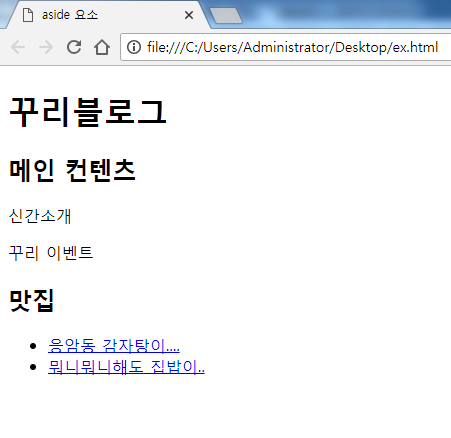 aside 요소
file:///C:/Users/Administrator/Desktop/ex.html
꾸리블로그
메인 컨텐츠
신간소개
꾸리 이벤트
맛집
응암동 감자탕이....
뭐니뭐니해도 집밥이..